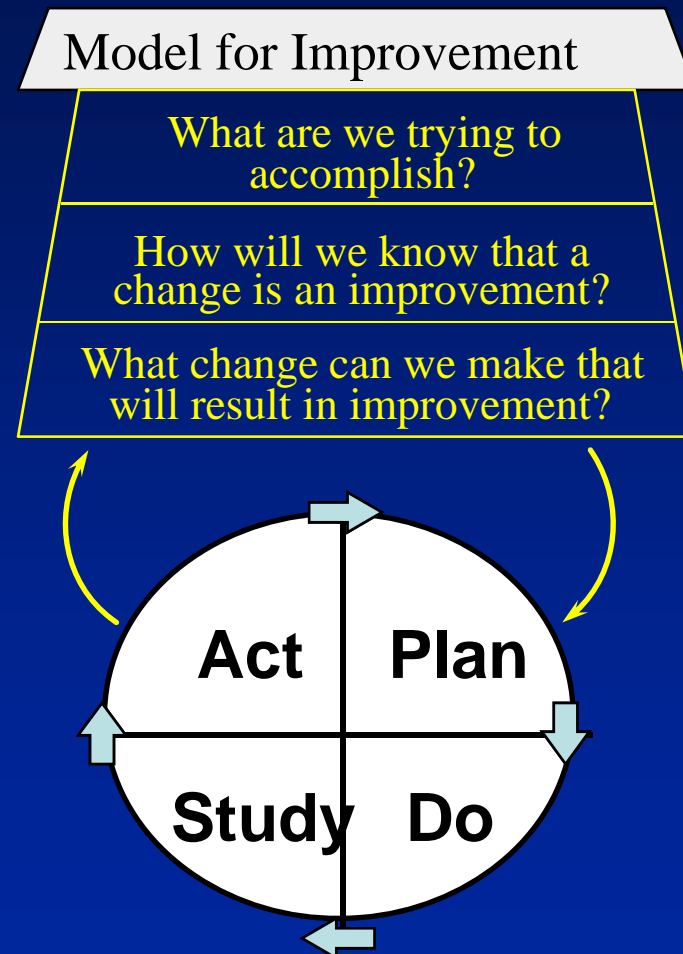 Model for Improvement
What are we trying to
accomplish?
How will we know that a
change is an improvement?
What change can we make that
will result in improvement?
Act Plan
Study Do